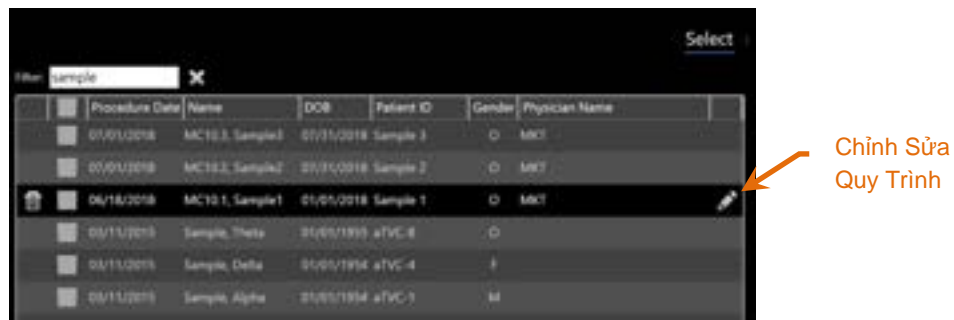 Select
Filter: sample
Procedure Date Name DOB Patient ID Gender Physician Name
07/01/2018 MC10.3, Sample3 07/31/2018 Sample 3 O MKT
07/01/2018 MC10.2, Sample2 07/31/2018 Sample 2 O MKT
06/18/2018 MC10.1, Sample1 01/01/2018 Sample 1 O MKT
03/11/2015 Sample, Theta 01/01/1955 aTVC-8 O
03/11/2015 Sample, Delta 01/01/1954 aTVC-4 F
03/11/2015 Sample, Alpha 01/01/1954 aTVC-1 M
Chỉnh Sửa
Quy Trình